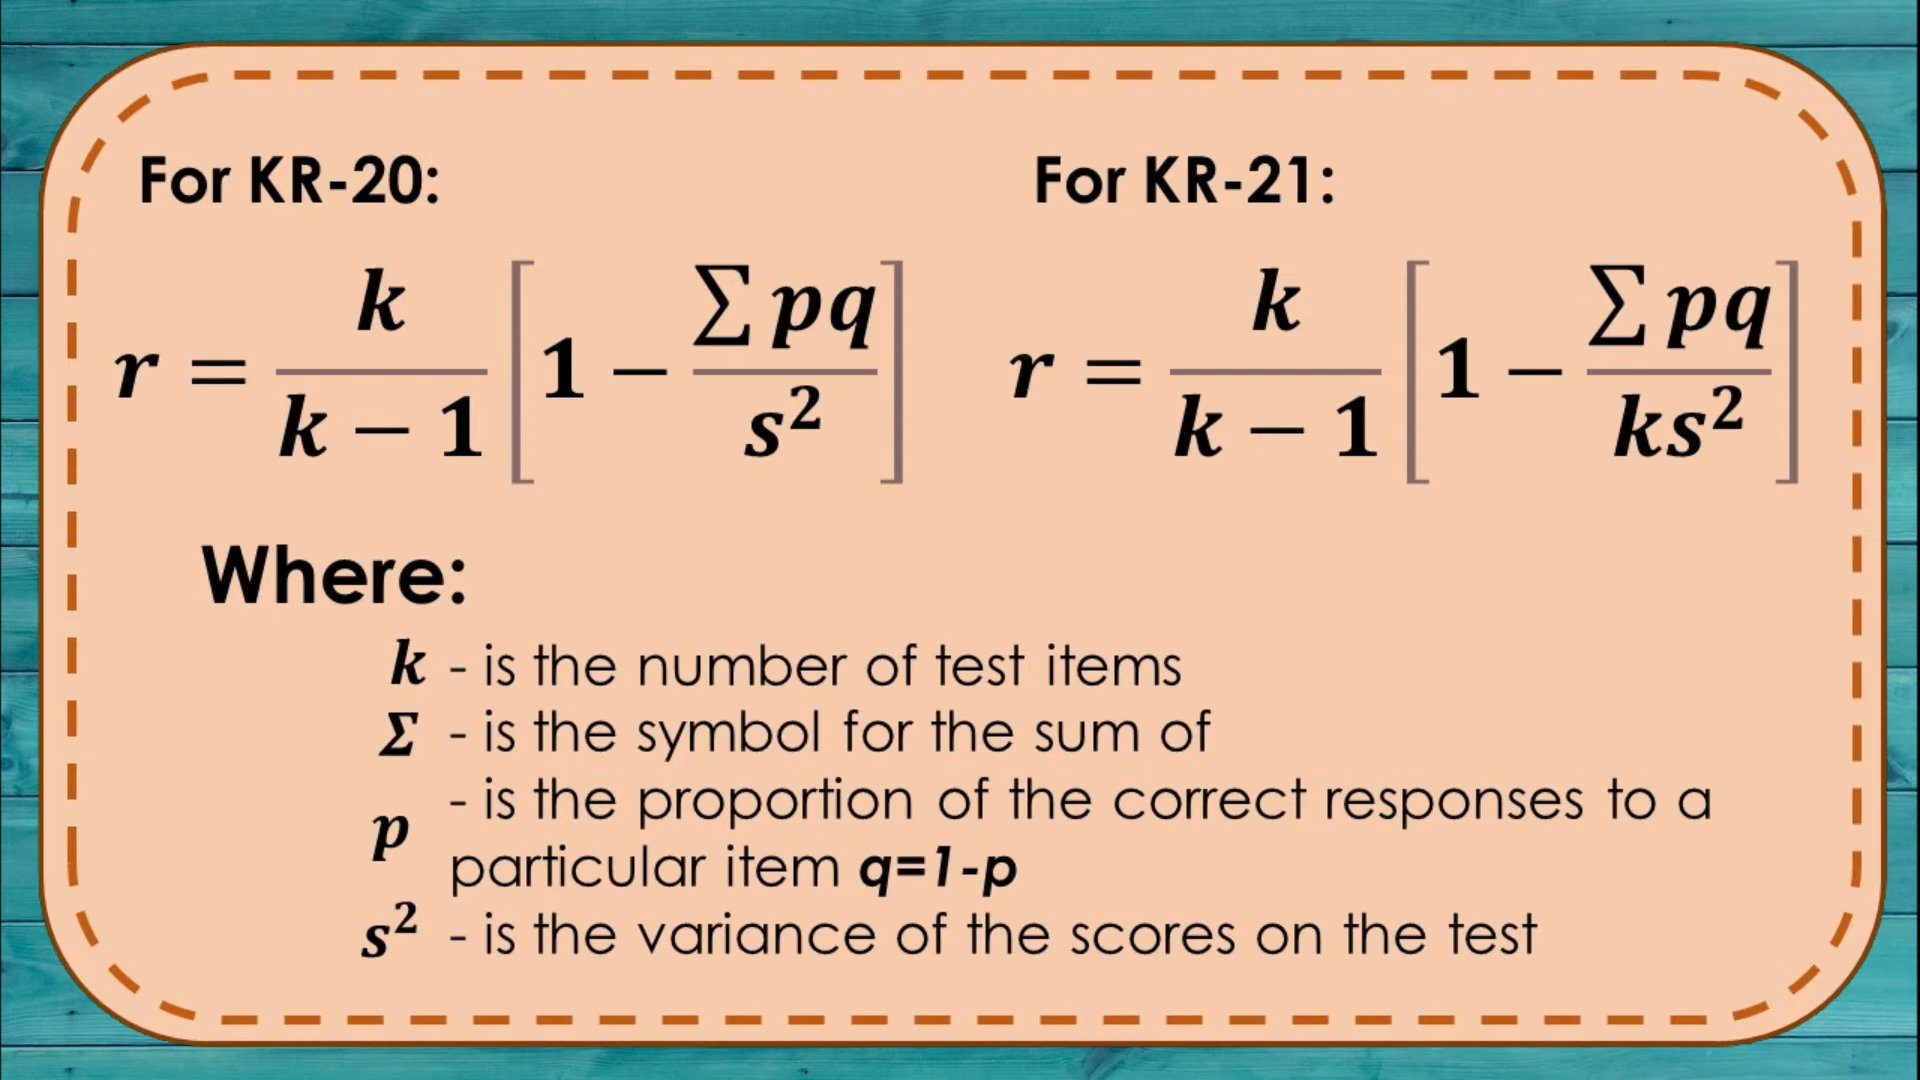 For KR-20:
r = k / k − 1 [1 − ∑ pq / s²]
For KR-21:
r = k / k − 1 [1 − ∑ pq / ks²]
Where:
k - is the number of test items
Σ - is the symbol for the sum of
p - is the proportion of the correct responses to a
particular item q=1-p
s² - is the variance of the scores on the test